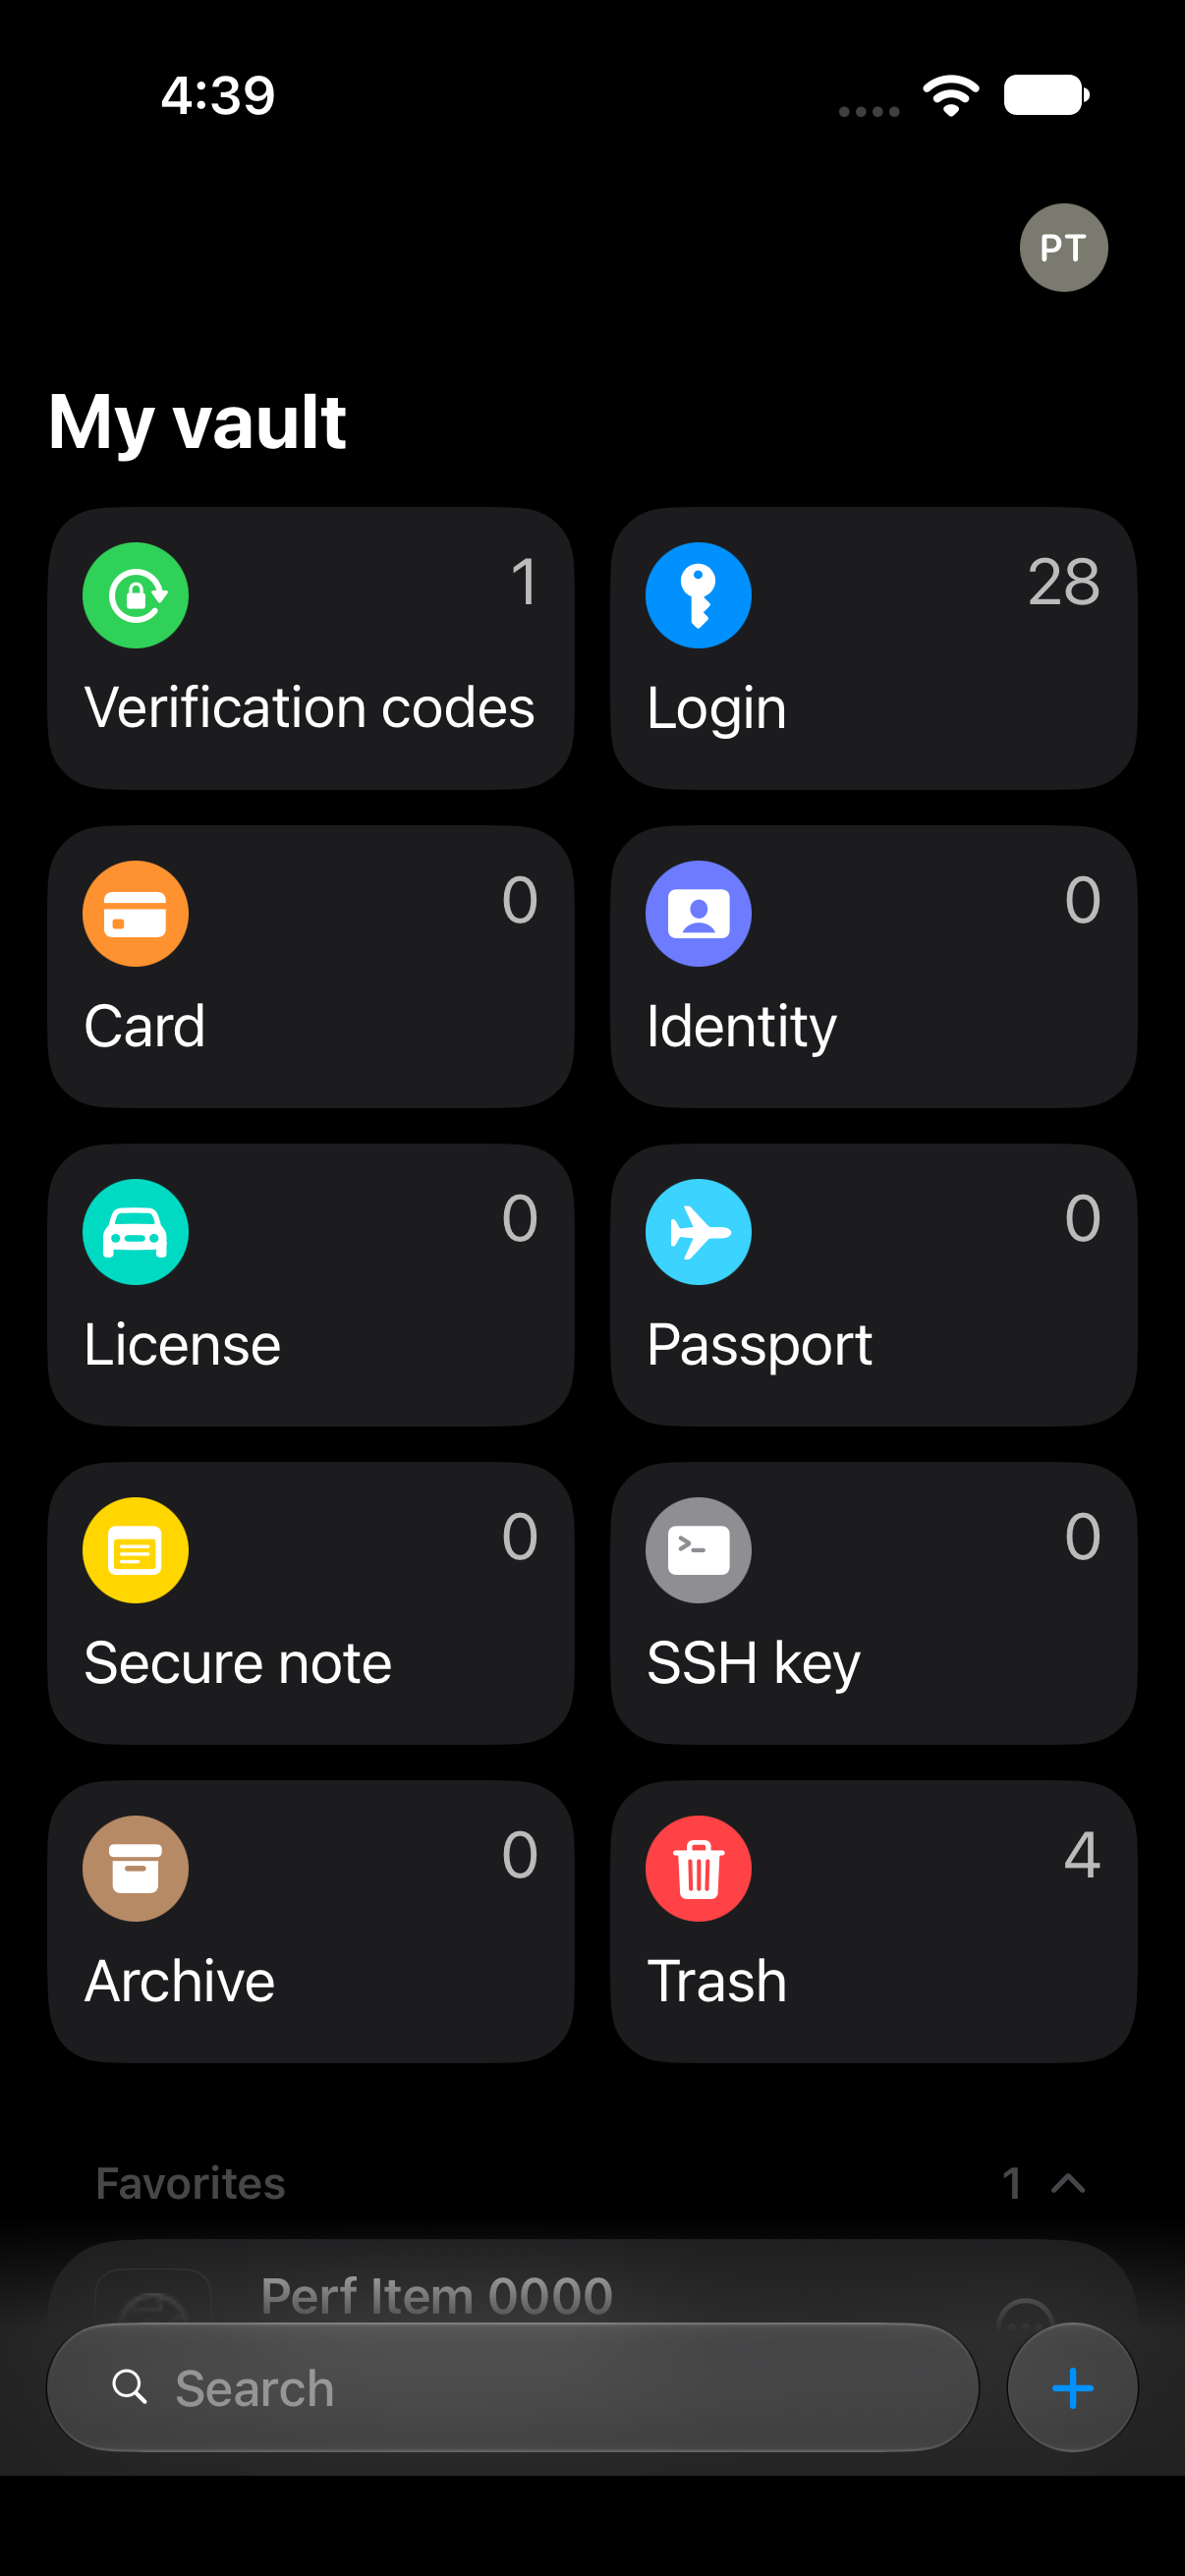 4:39
PT
My vault
1
Verification codes
28
Login
0
Card
0
Identity
0
License
0
Passport
0
Secure note
0
SSH key
0
Archive
4
Trash
Favorites 1
Perf Item 0000
Search